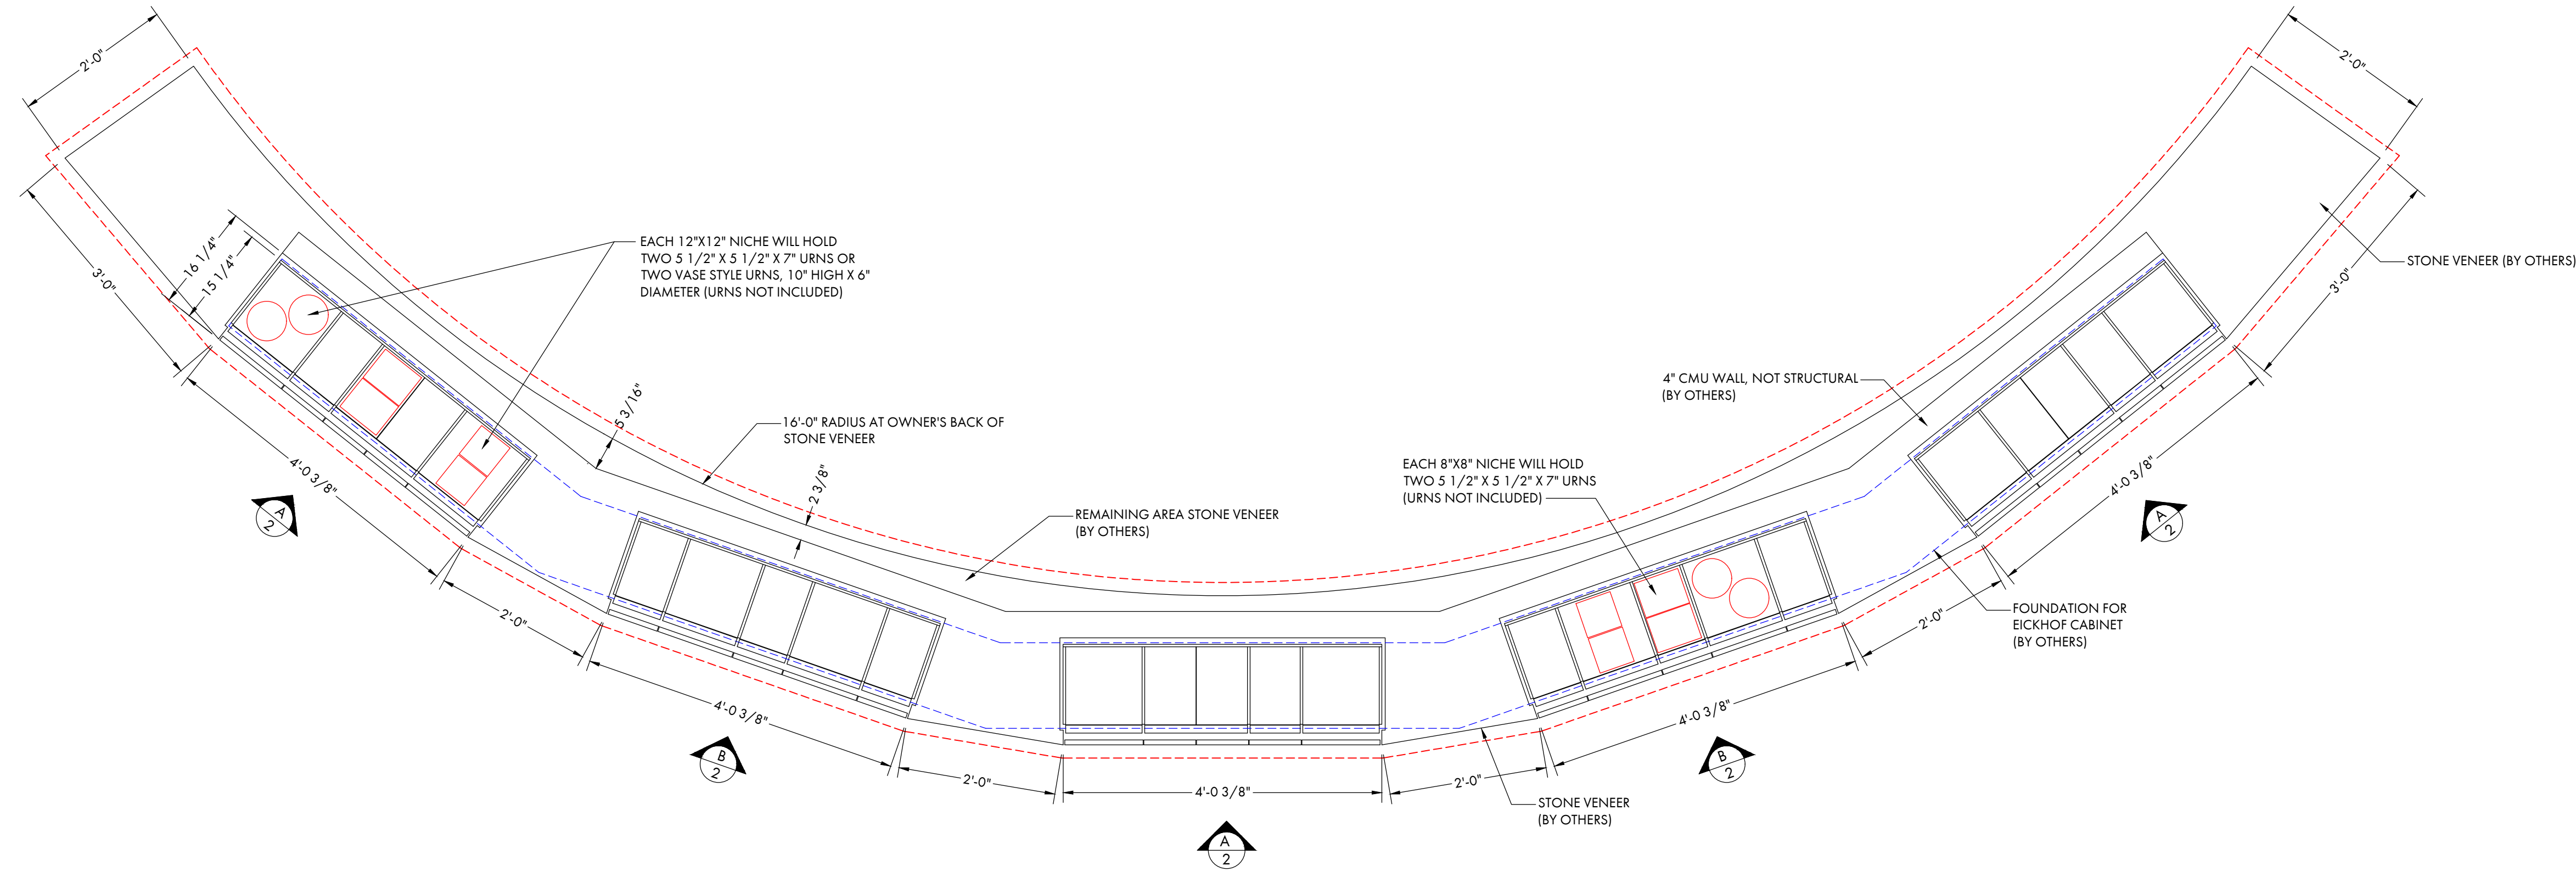 2'-0"
2'-0"
EACH 12"X12" NICHE WILL HOLD
TWO 5 1/2" X 5 1/2" X 7" URNS OR
TWO VASE STYLE URNS, 10" HIGH X 6"
DIAMETER (URNS NOT INCLUDED)
16 1/4"
15 1/4"
3'-0"
STONE VENEER (BY OTHERS)
3'-0"
4" CMU WALL, NOT STRUCTURAL
(BY OTHERS)
5 3/16"
16'-0" RADIUS AT OWNER'S BACK OF
STONE VENEER
2 3/8"
EACH 8"X8" NICHE WILL HOLD
TWO 5 1/2" X 5 1/2" X 7" URNS
(URNS NOT INCLUDED)
4'-0 3/8"
4'-0 3/8"
REMAINING AREA STONE VENEER
(BY OTHERS)
A
2
A
2
2'-0"
2'-0"
FOUNDATION FOR
EICKHOF CABINET
(BY OTHERS)
4'-0 3/8"
4'-0 3/8"
B
2
B
2
2'-0"
4'-0 3/8"
2'-0"
STONE VENEER
(BY OTHERS)
A
2